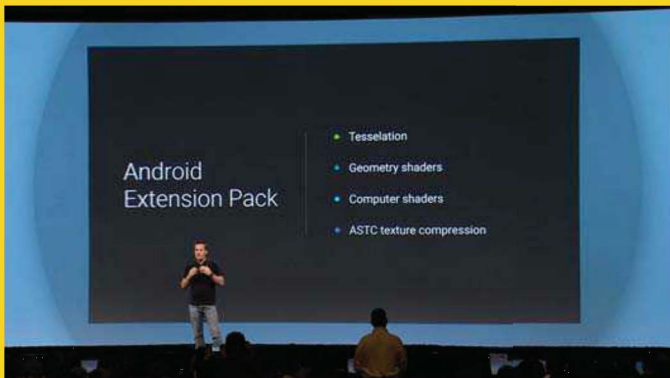 Android
Extension Pack
Tesselation
Geometry shaders
Computer shaders
ASTC texture compression